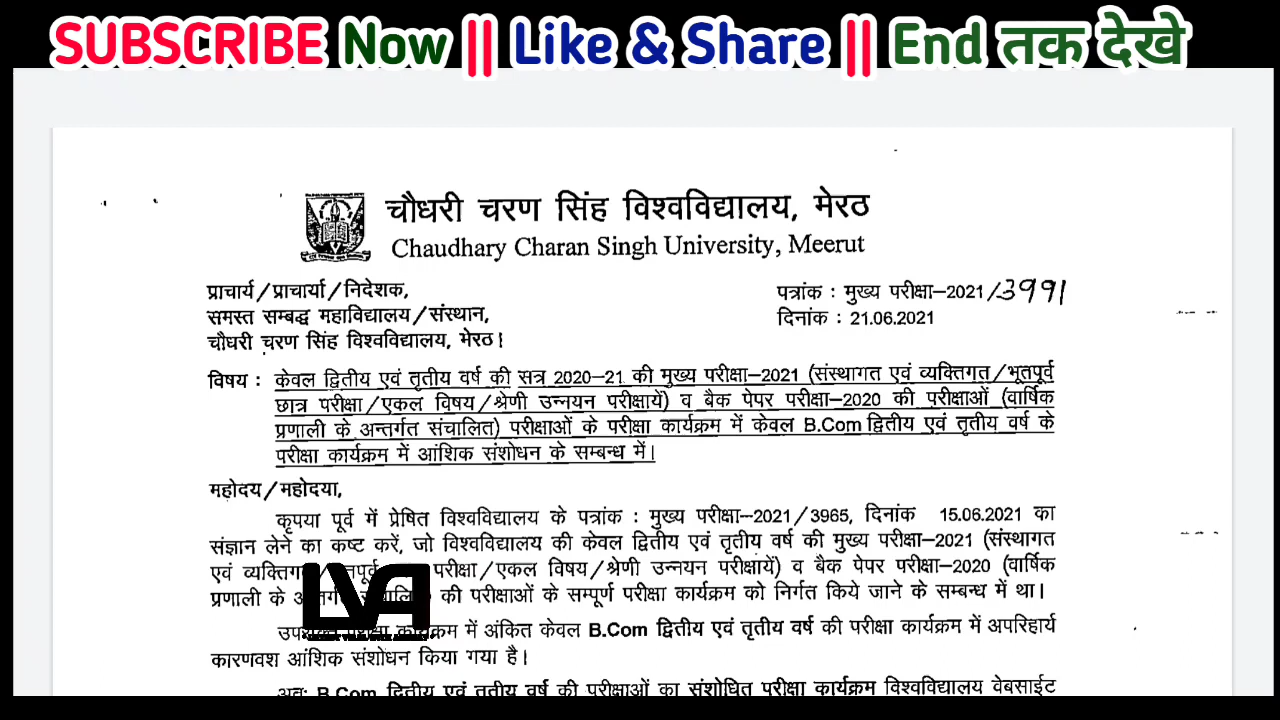 SUBSCRIBE Now || Like & Share || End तक देखे
चौधरी चरण सिंह विश्वविद्यालय, मेरठ
Chaudhary Charan Singh University, Meerut
प्राचार्य/प्राचार्या/निदेशक,
समस्त सम्बद्ध महाविद्यालय/संस्थान,
चौधरी चरण सिंह विश्वविद्यालय, मेरठ।
पत्रांक : मुख्य परीक्षा-2021/3991
दिनांक : 21.06.2021
विषय : केवल द्वितीय एवं तृतीय वर्ष की सत्र 2020-21 की मुख्य परीक्षा-2021 (संस्थागत एवं व्यक्तिगत/भूतपूर्व
छात्र परीक्षा/एकल विषय/श्रेणी उन्नयन परीक्षायें) व बैक पेपर परीक्षा-2020 की परीक्षाओं (वार्षिक
प्रणाली के अन्तर्गत संचालित) परीक्षाओं के परीक्षा कार्यक्रम में केवल B.Com द्वितीय एवं तृतीय वर्ष के
परीक्षा कार्यक्रम में आंशिक संशोधन के सम्बन्ध में।
महोदय/महोदया,
कृपया पूर्व में प्रेषित विश्वविद्यालय के पत्रांक : मुख्य परीक्षा-2021/3965, दिनांक 15.06.2021 का
संज्ञान लेने का कष्ट करें, जो विश्वविद्यालय की केवल द्वितीय एवं तृतीय वर्ष की मुख्य परीक्षा-2021 (संस्थागत
एवं परीक्षा/एकल विषय/श्रेणी उन्नयन परीक्षायें) व बैक पेपर परीक्षा-2020 (वार्षिक
प्रणाली के की परीक्षाओं के सम्पूर्ण परीक्षा कार्यक्रम को निर्गत किये जाने के सम्बन्ध में था।
LVA
कार्यक्रम में अंकित केवल B.Com द्वितीय एवं तृतीय वर्ष की परीक्षा कार्यक्रम में अपरिहार्य
कारणवश आंशिक संशोधन किया गया है।
अतः B.Com द्वितीय एवं तृतीय वर्ष की परीक्षाओं का संशोधित परीक्षा कार्यक्रम विश्वविद्यालय वेबसाईट